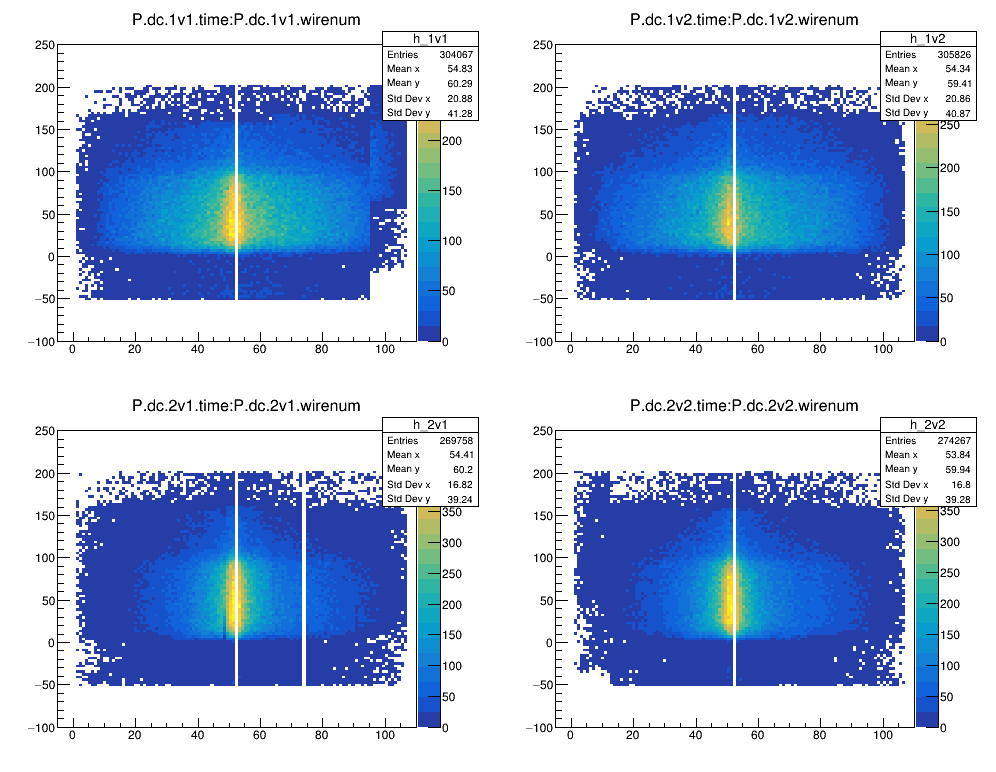 P.dc.1v1.time:P.dc.1v1.wirenum
h_1v1
Entries 304067
Mean x 54.83
Mean y 60.29
Std Dev x 20.88
Std Dev y 41.28
250
200
150
100
50
0
−50
−100
0 20 40 60 80 100
200
150
100
50
0
P.dc.1v2.time:P.dc.1v2.wirenum
h_1v2
Entries 305826
Mean x 54.34
Mean y 59.41
Std Dev x 20.86
Std Dev y 40.87
250
200
150
100
50
0
−50
−100
0 20 40 60 80 100
250
200
150
100
50
0
P.dc.2v1.time:P.dc.2v1.wirenum
h_2v1
Entries 269758
Mean x 54.41
Mean y 60.2
Std Dev x 16.82
Std Dev y 39.24
250
200
150
100
50
0
−50
−100
0 20 40 60 80 100
350
300
250
200
150
100
50
0
P.dc.2v2.time:P.dc.2v2.wirenum
h_2v2
Entries 274267
Mean x 53.84
Mean y 59.94
Std Dev x 16.8
Std Dev y 39.28
250
200
150
100
50
0
−50
−100
0 20 40 60 80 100
350
300
250
200
150
100
50
0